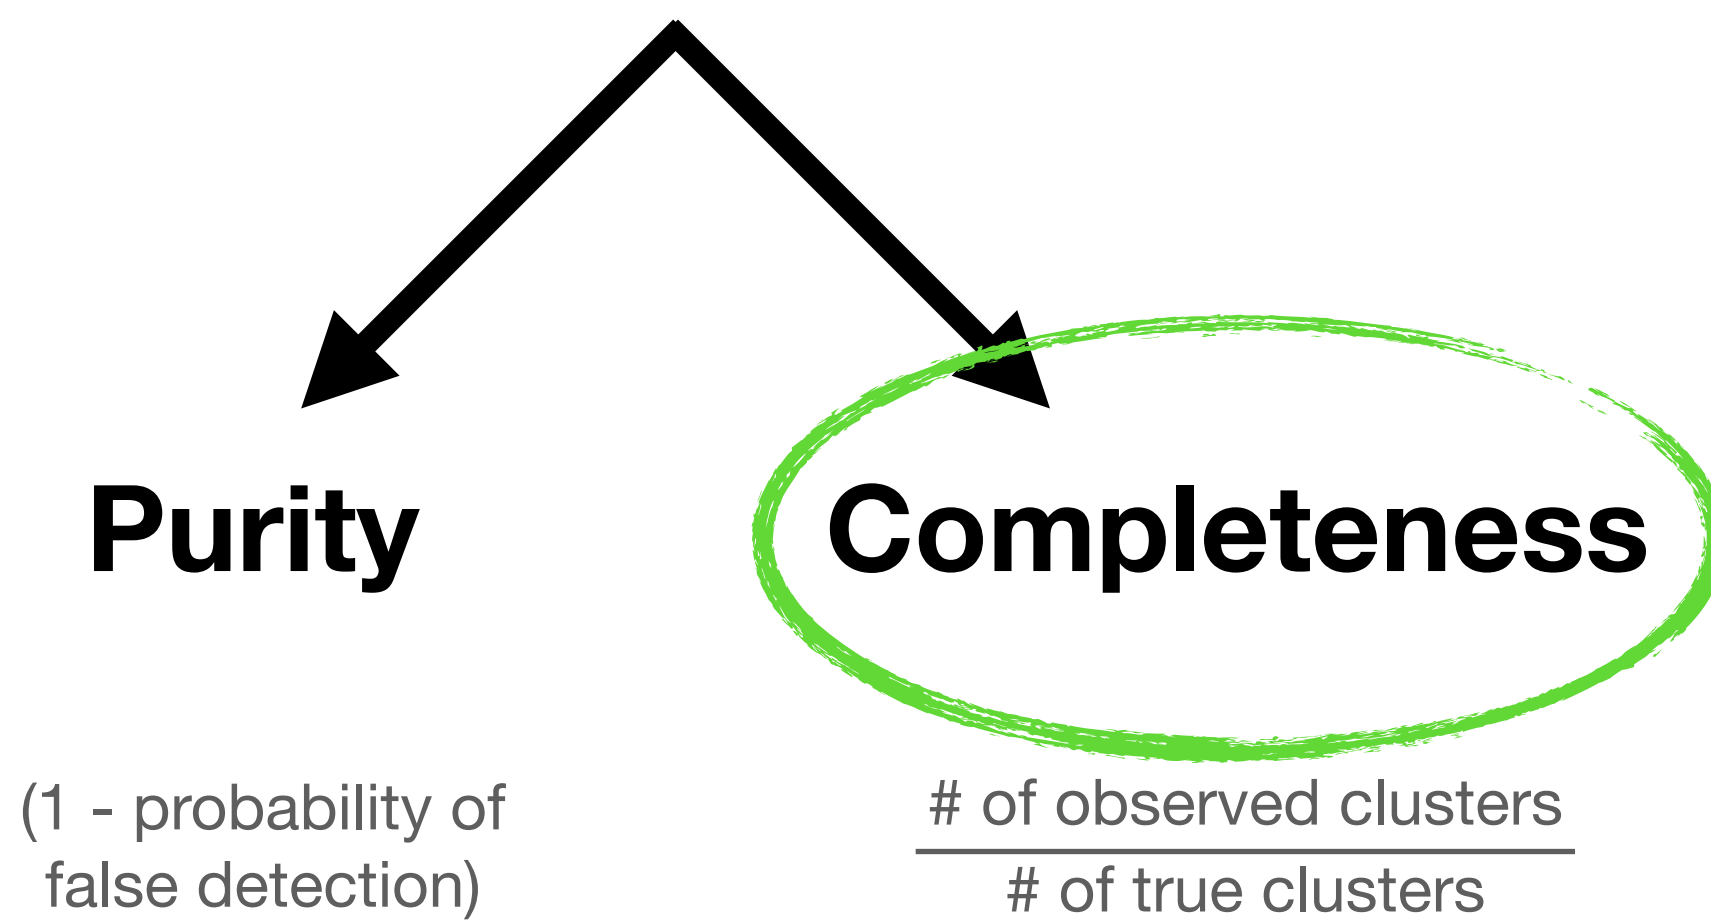 Purity
Completeness
(1 - probability of
false detection)
# of observed clusters
# of true clusters